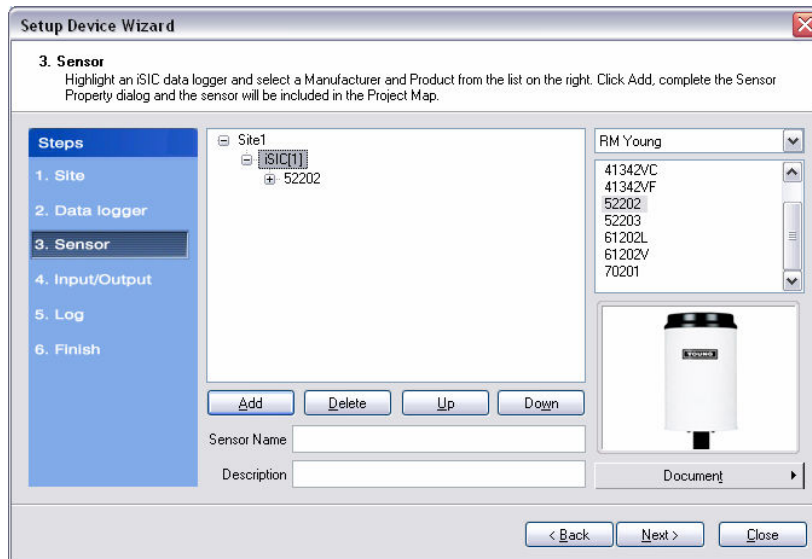 Setup Device Wizard
3. Sensor
Highlight an iSIC data logger and select a Manufacturer and Product from the list on the right. Click Add, complete the Sensor
Property dialog and the sensor will be included in the Project Map.
Steps
1. Site
2. Data logger
3. Sensor
4. Input/Output
5. Log
6. Finish
Site1
iSIC[1]
52202
Add
Delete
Up
Down
Sensor Name
Description
RM Young
41342VC
41342VF
52202
52203
61202L
61202V
70201
YOUNG
Document
< Back
Next >
Close